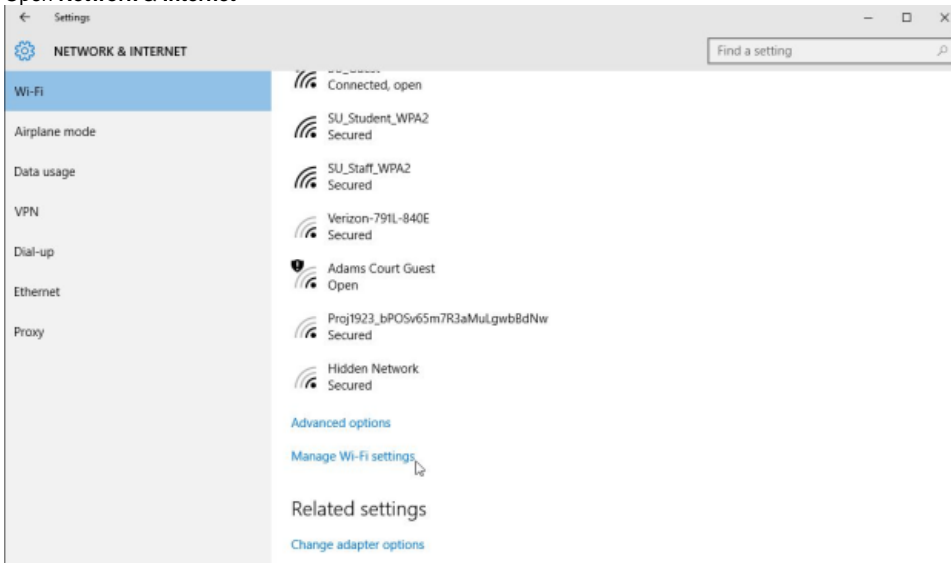 Settings
NETWORK & INTERNET
Find a setting
Wi-Fi
Airplane mode
Data usage
VPN
Dial-up
Ethernet
Proxy
Connected, open
SU_Student_WPA2
Secured
SU_Staff_WPA2
Secured
Verizon-791L-840E
Secured
Adams Court Guest
Open
Proj1923_bPOSv65m7R3aMuLgwbBdNw
Secured
Hidden Network
Secured
Advanced options
Manage Wi-Fi settings
Related settings
Change adapter options